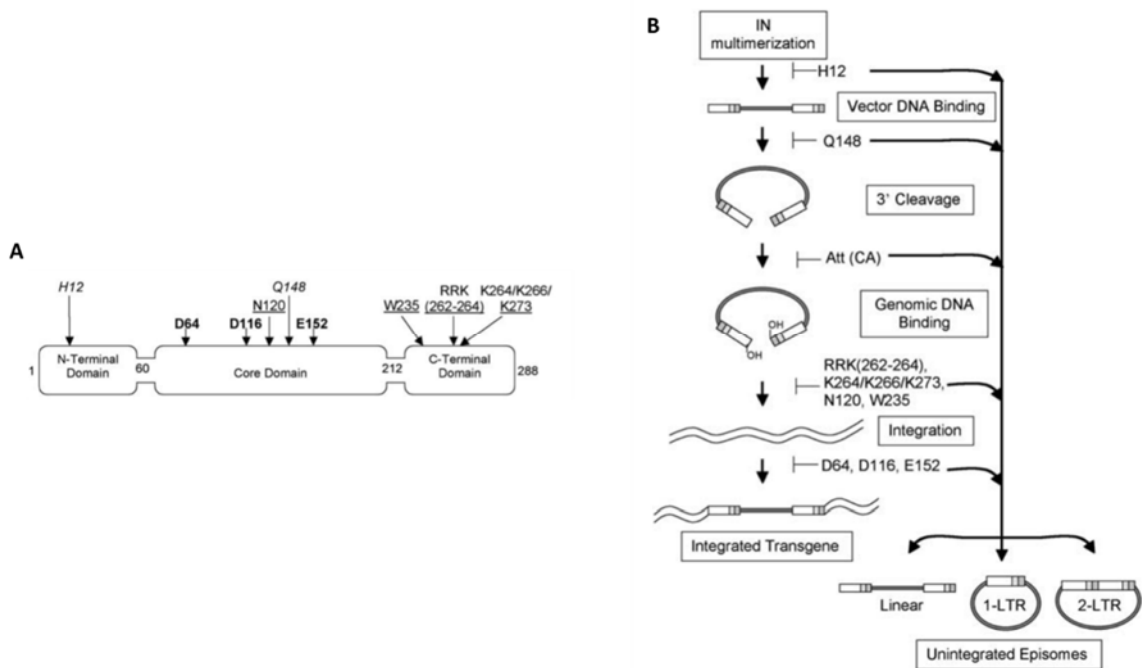 A
H12
Q148
RRK K264/K266/
N120 W235 (262-264) K273
D64 D116 E152
1 N-Terminal Domain 60 Core Domain 212 C-Terminal Domain 288
B
IN
multimerization
H12
Vector DNA Binding
Q148
3' Cleavage
Att (CA)
Genomic DNA
Binding
OH
OH
RRK(262-264),
K264/K266/K273,
N120, W235
Integration
D64, D116, E152
Integrated Transgene
Linear
1-LTR
2-LTR
Unintegrated Episomes